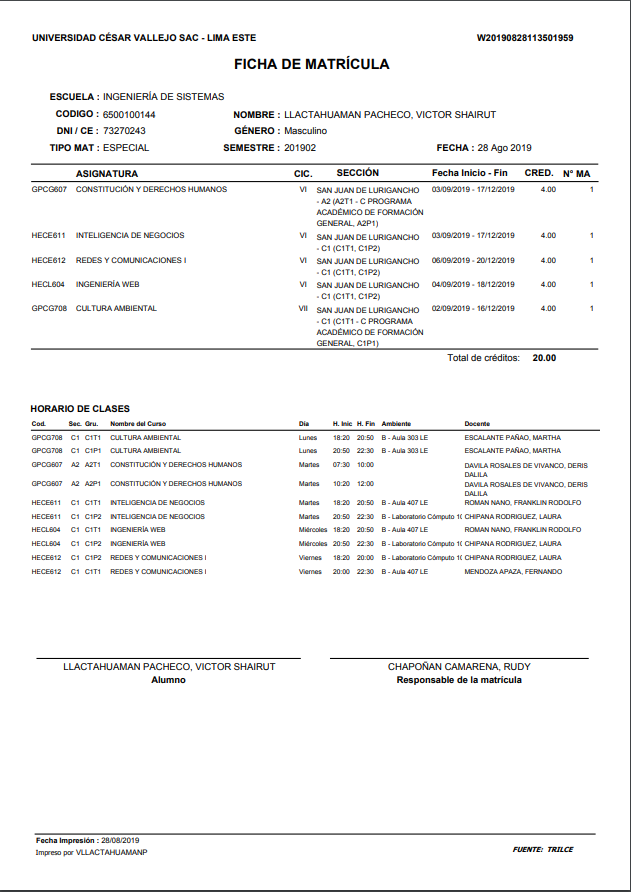 UNIVERSIDAD CÉSAR VALLEJO SAC - LIMA ESTE W20190828113501959
FICHA DE MATRÍCULA
ESCUELA : INGENIERÍA DE SISTEMAS
CODIGO : 6500100144 NOMBRE : LLACTAHUAMAN PACHECO, VICTOR SHAIRUT
DNI / CE : 73270243 GÉNERO : Masculino
TIPO MAT : ESPECIAL SEMESTRE : 201902 FECHA : 28 Ago 2019
ASIGNATURA CIC. SECCIÓN Fecha Inicio - Fin CRED. N° MA
GPCG607 CONSTITUCIÓN Y DERECHOS HUMANOS VI SAN JUAN DE LURIGANCHO 03/09/2019 - 17/12/2019 4.00 1
- A2 (A2T1 - C PROGRAMA
ACADÉMICO DE FORMACIÓN
GENERAL, A2P1)
HECE611 INTELIGENCIA DE NEGOCIOS VI SAN JUAN DE LURIGANCHO 03/09/2019 - 17/12/2019 4.00 1
- C1 (C1T1, C1P2)
HECE612 REDES Y COMUNICACIONES I VI SAN JUAN DE LURIGANCHO 06/09/2019 - 20/12/2019 4.00 1
- C1 (C1T1, C1P2)
HECL604 INGENIERÍA WEB VI SAN JUAN DE LURIGANCHO 04/09/2019 - 18/12/2019 4.00 1
- C1 (C1T1, C1P2)
GPCG708 CULTURA AMBIENTAL VII SAN JUAN DE LURIGANCHO 02/09/2019 - 16/12/2019 4.00 1
- C1 (C1T1 - C PROGRAMA
ACADÉMICO DE FORMACIÓN
GENERAL, C1P1)
Total de créditos: 20.00
HORARIO DE CLASES
Cod. Sec. Gru. Nombre del Curso Dia H. Inic H. Fin Ambiente Docente
GPCG708 C1 C1T1 CULTURA AMBIENTAL Lunes 18:20 20:50 B - Aula 303 LE ESCALANTE PAÑAO, MARTHA
GPCG708 C1 C1P1 CULTURA AMBIENTAL Lunes 20:50 22:30 B - Aula 303 LE ESCALANTE PAÑAO, MARTHA
GPCG607 A2 A2T1 CONSTITUCIÓN Y DERECHOS HUMANOS Martes 07:30 10:00 DAVILA ROSALES DE VIVANCO, DERIS
DALILA
GPCG607 A2 A2P1 CONSTITUCIÓN Y DERECHOS HUMANOS Martes 10:20 12:00 DAVILA ROSALES DE VIVANCO, DERIS
DALILA
HECE611 C1 C1T1 INTELIGENCIA DE NEGOCIOS Martes 18:20 20:50 B - Aula 407 LE ROMAN NANO, FRANKLIN RODOLFO
HECE611 C1 C1P2 INTELIGENCIA DE NEGOCIOS Martes 20:50 22:30 B - Laboratorio Cómputo 10 CHIPANA RODRIGUEZ, LAURA
HECL604 C1 C1T1 INGENIERÍA WEB Miércoles 18:20 20:50 B - Aula 407 LE ROMAN NANO, FRANKLIN RODOLFO
HECL604 C1 C1P2 INGENIERÍA WEB Miércoles 20:50 22:30 B - Laboratorio Cómputo 10 CHIPANA RODRIGUEZ, LAURA
HECE612 C1 C1P2 REDES Y COMUNICACIONES I Viernes 18:20 20:00 B - Laboratorio Cómputo 10 CHIPANA RODRIGUEZ, LAURA
HECE612 C1 C1T1 REDES Y COMUNICACIONES I Viernes 20:00 22:30 B - Aula 407 LE MENDOZA APAZA, FERNANDO
LLACTAHUAMAN PACHECO, VICTOR SHAIRUT CHAPOÑAN CAMARENA, RUDY
Alumno Responsable de la matrícula
Fecha Impresión : 28/08/2019
Impreso por VLLACTAHUAMANP FUENTE: TRILCE